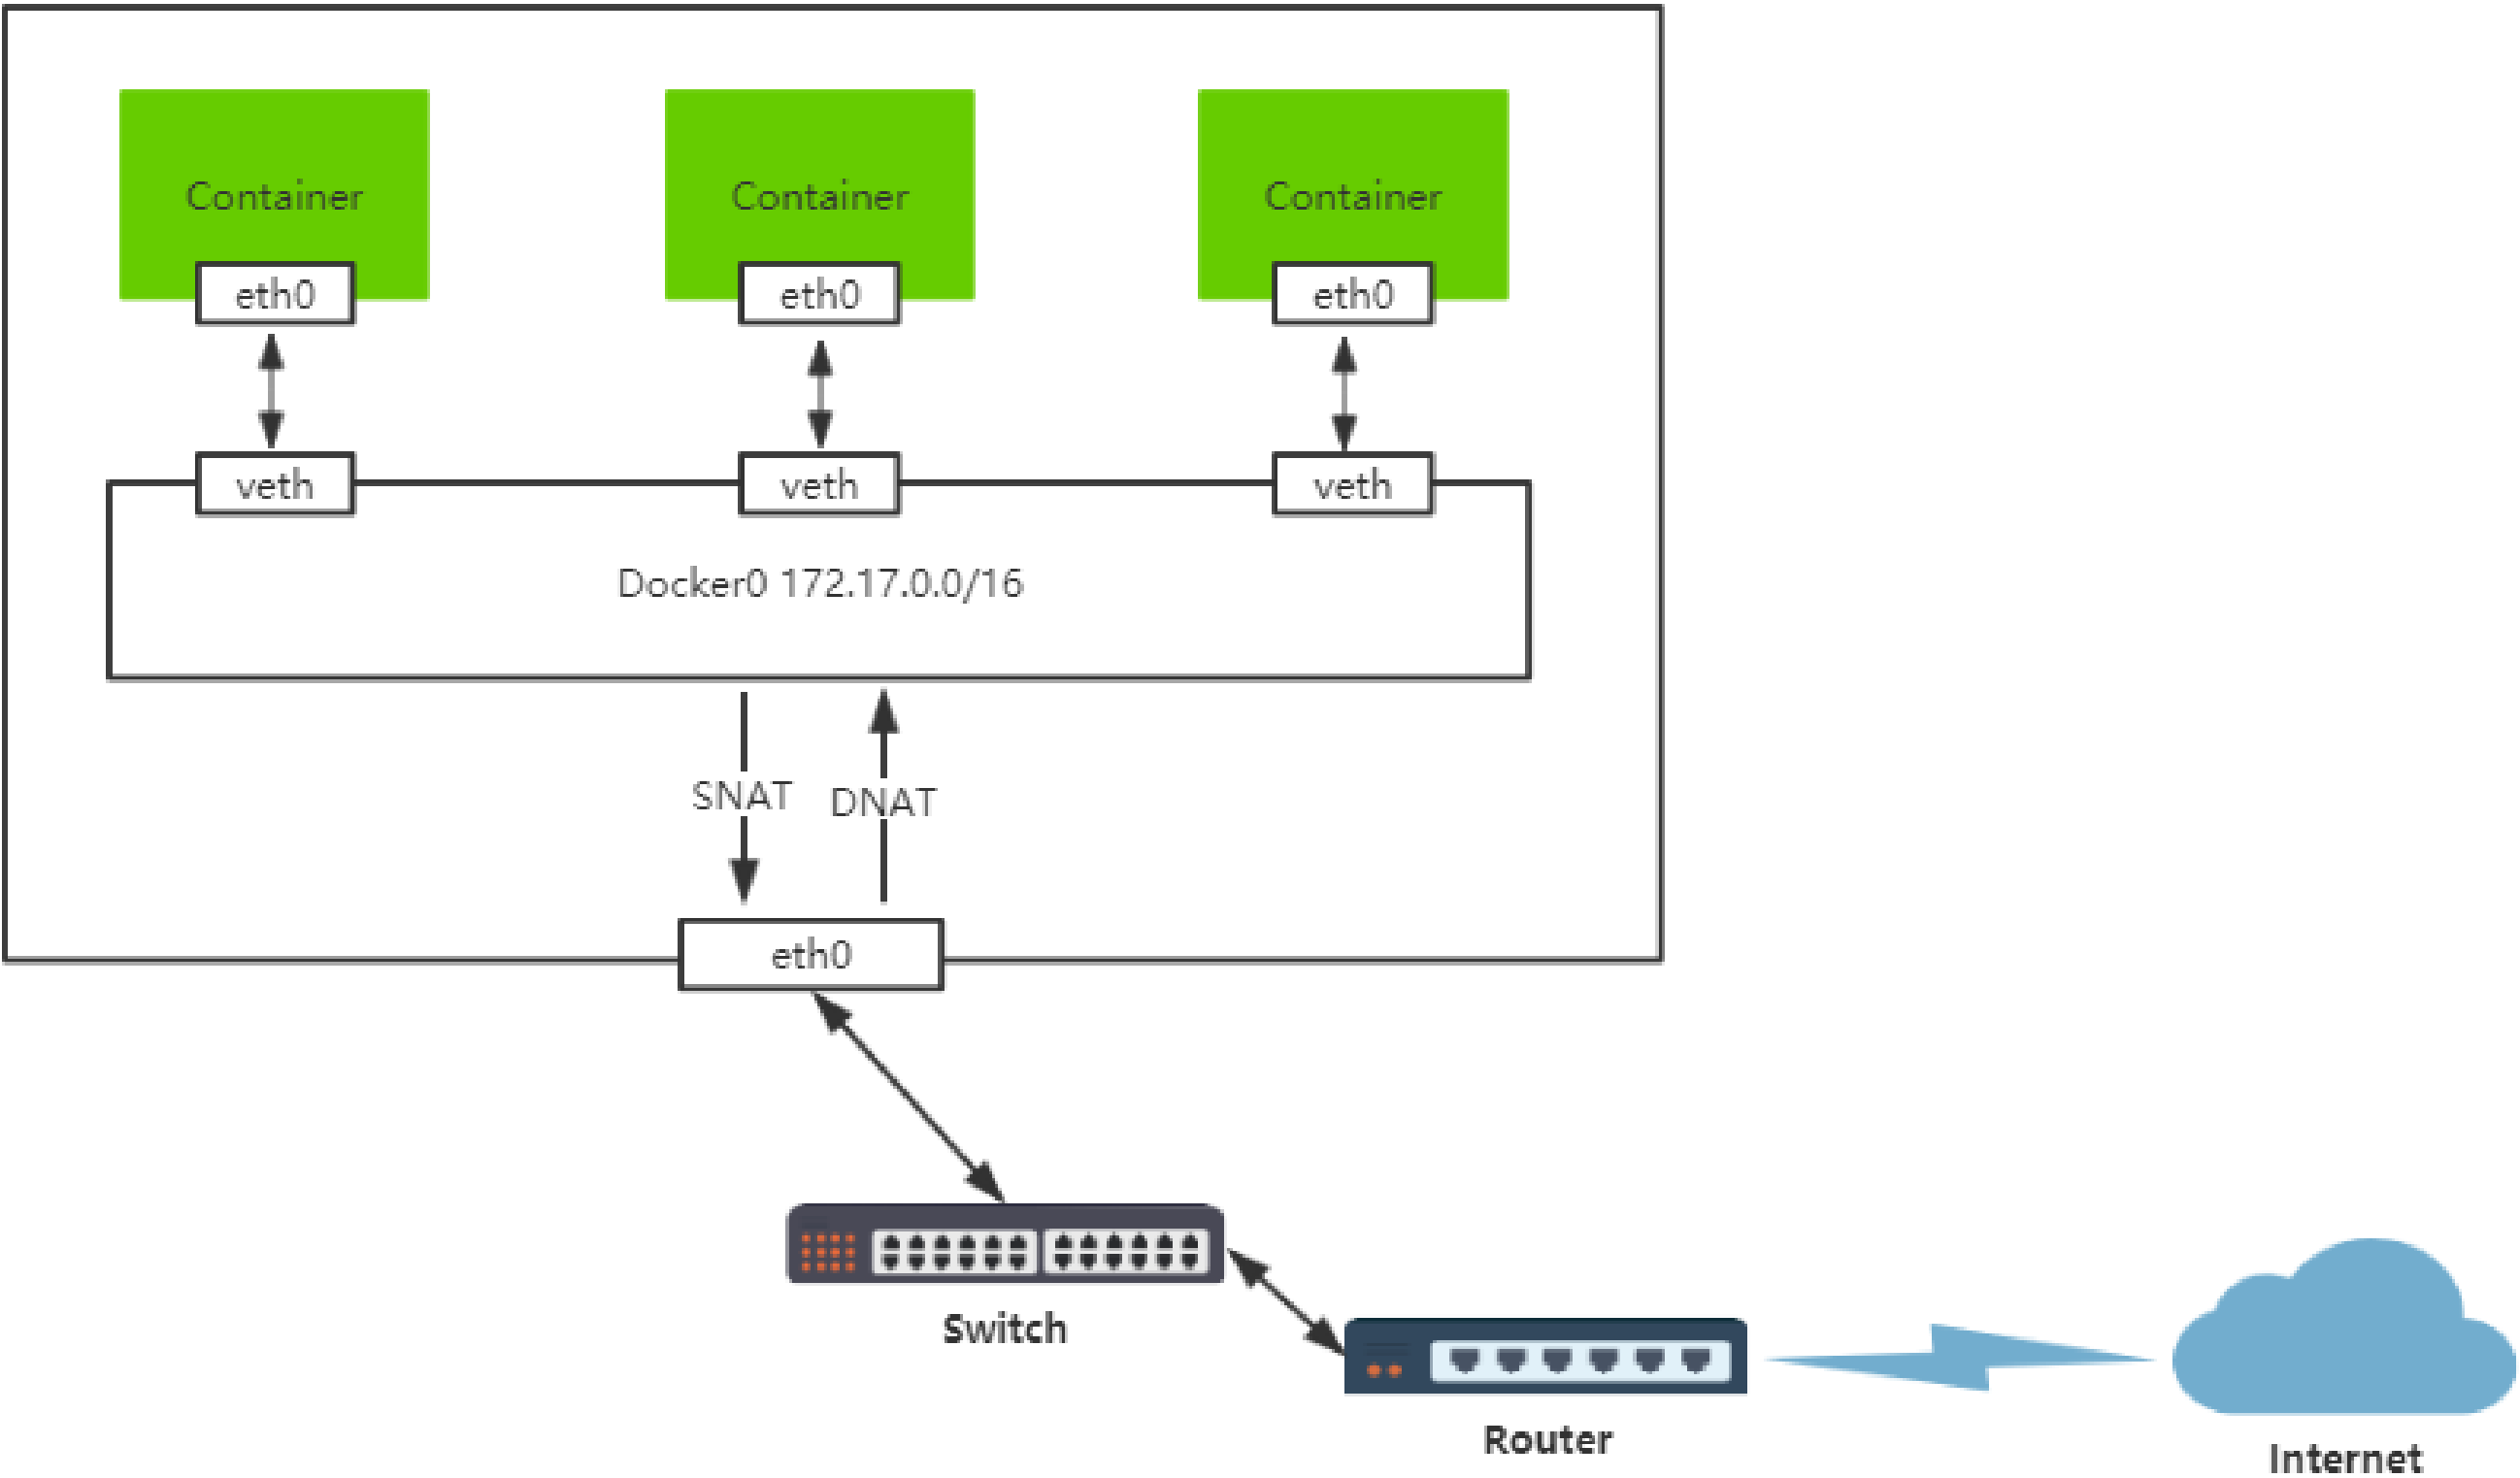 Container
Container
Container
eth0
eth0
eth0
veth
veth
veth
Docker0 172.17.0.0/16
SNAT
DNAT
eth0
Switch
Router
Internet